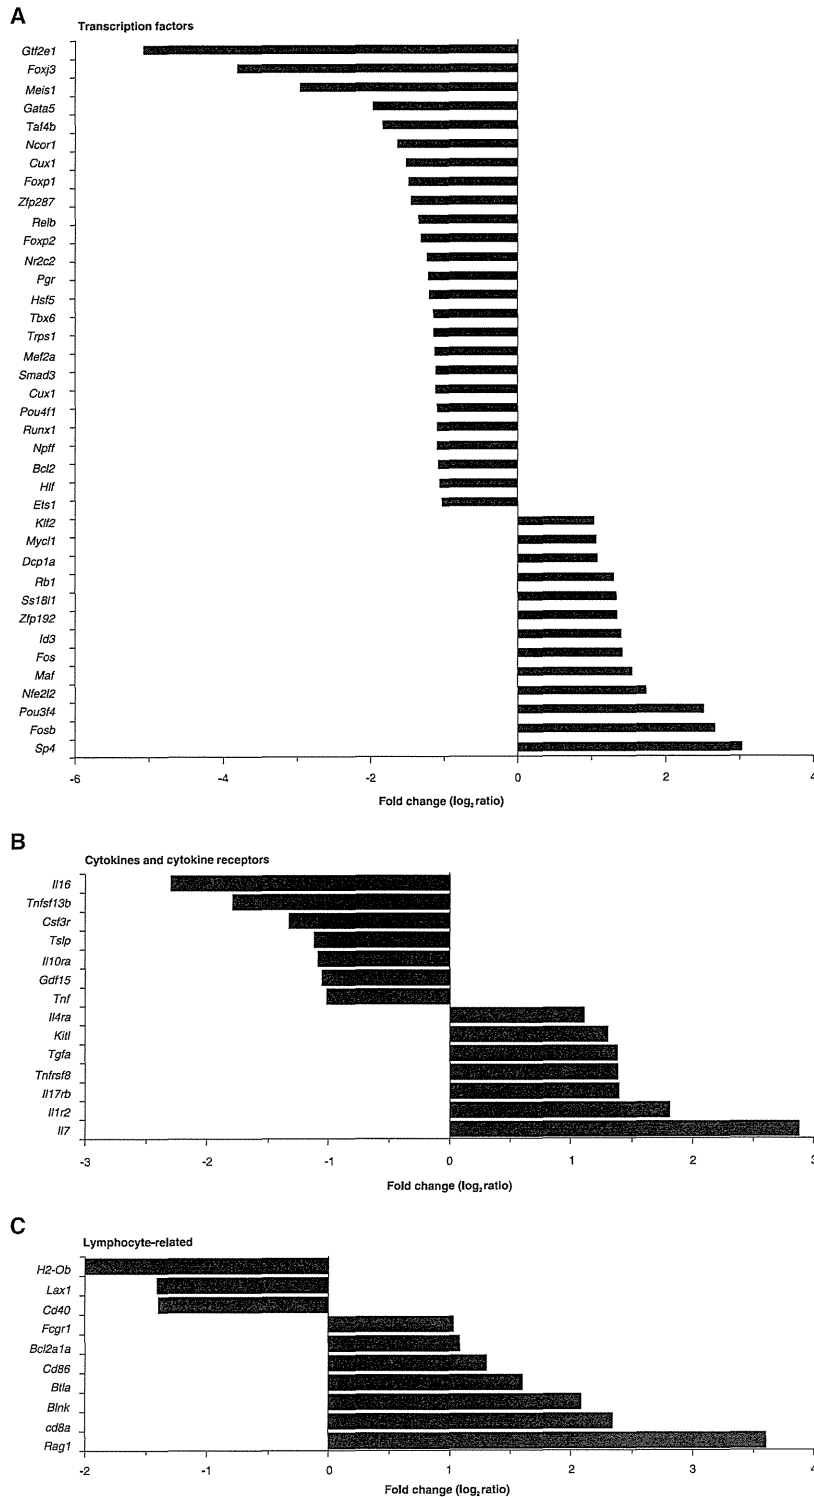 A
Transcription factors
Gtf2e1
Foxj3
Meis1
Gata5
Taf4b
Ncor1
Cux1
Foxp1
Zfp287
Relb
Foxp2
Nr2c2
Pgr
Hsf5
Tbx6
Trps1
Mef2a
Smad3
Cux1
Pou4f1
Runx1
Npff
Bcl2
Hlf
Ets1
Klf2
Mycl1
Dcp1a
Rb1
Ss18l1
Zfp192
Id3
Fos
Maf
Nfe2l2
Pou3f4
Fosb
Sp4
-6 -4 -2 0 2 4
Fold change (log₂ ratio)
B
Cytokines and cytokine receptors
Il16
Tnfsf13b
Csf3r
Tslp
Il10ra
Gdf15
Tnf
Il4ra
Kitl
Tgfa
Tnfrsf8
Il17rb
Il1r2
Il7
-3 -2 -1 0 1 2 3
Fold change (log₂ ratio)
C
Lymphocyte-related
H2-Ob
Lax1
Cd40
Fcgr1
Bcl2a1a
Cd86
Btla
Blnk
cd8a
Rag1
-2 -1 0 1 2 3 4
Fold change (log₂ ratio)